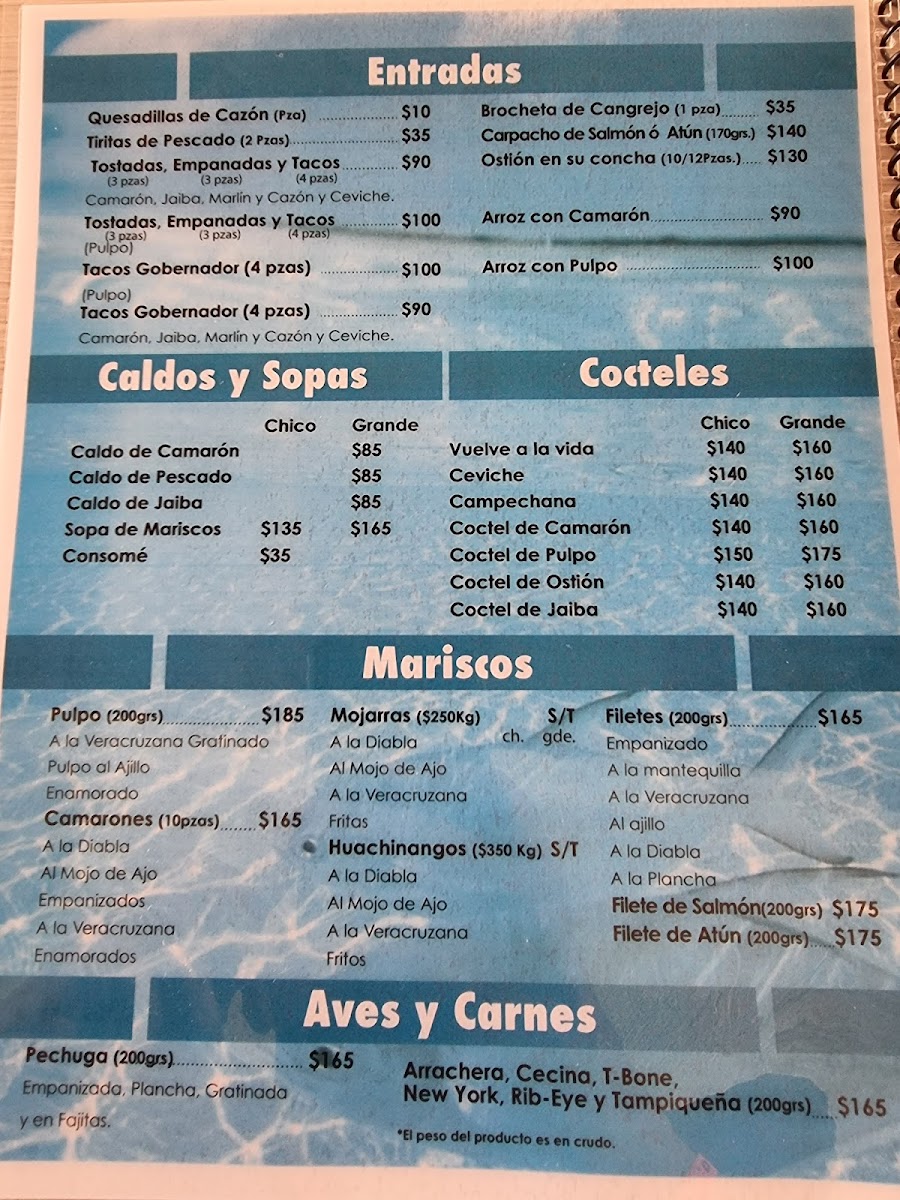 Entradas
Quesadillas de Cazón (Pza) .................. $10
Tiritas de Pescado (2 Pzas)............................ $35
Tostadas, Empanadas y Tacos ............. $90
(3 pzas) (3 pzas) (4 pzas)
Camarón, Jaiba, Marlín y Cazón y Ceviche.
Tostadas, Empanadas y Tacos ............... $100
(3 pzas) (3 pzas) (4 pzas)
(Pulpo)
Tacos Gobernador (4 pzas) .................. $100
(Pulpo)
Tacos Gobernador (4 pzas) .................. $90
Camarón, Jaiba, Marlín y Cazón y Ceviche.
Brocheta de Cangrejo (1 pza)......... $35
Carpacho de Salmón ó Atún (170grs.) $140
Ostión en su concha (10/12Pzas.)..... $130
Arroz con Camarón.......................... $90
Arroz con Pulpo ................................ $100
Caldos y Sopas
Chico Grande
Caldo de Camarón $85
Caldo de Pescado $85
Caldo de Jaiba $85
Sopa de Mariscos $135 $165
Consomé $35
Cocteles
Chico Grande
Vuelve a la vida $140 $160
Ceviche $140 $160
Campechana $140 $160
Coctel de Camarón $140 $160
Coctel de Pulpo $150 $175
Coctel de Ostión $140 $160
Coctel de Jaiba $140 $160
Mariscos
Pulpo (200grs)...................... $185
A la Veracruzana Gratinado
Pulpo al Ajillo
Enamorado
Camarones (10pzas)........ $165
A la Diabla
Al Mojo de Ajo
Empanizados
A la Veracruzana
Enamorados
Mojarras ($250Kg) S/T
ch. gde.
A la Diabla
Al Mojo de Ajo
A la Veracruzana
Fritas
Huachinangos ($350 Kg) S/T
A la Diabla
Al Mojo de Ajo
A la Veracruzana
Fritos
Filetes (200grs)..................... $165
Empanizado
A la mantequilla
A la Veracruzana
Al ajillo
A la Diabla
A la Plancha
Filete de Salmón(200grs) $175
Filete de Atún (200grs)..... $175
Aves y Carnes
Pechuga (200grs)............................. $165
Empanizada, Plancha, Gratinada
y en Fajitas.
Arrachera, Cecina, T-Bone,
New York, Rib-Eye y Tampiqueña (200grs)..... $165
*El peso del producto es en crudo.